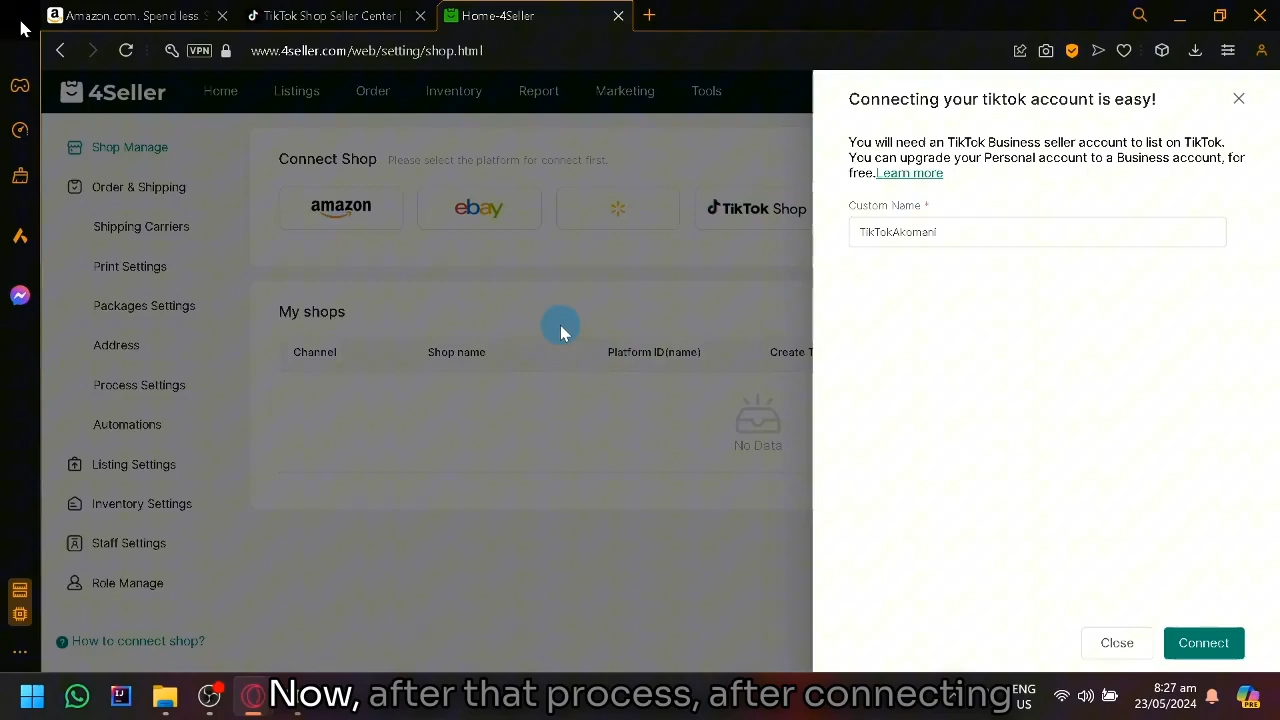 Amazon.com. Spend less. S
TikTok Shop Seller Center |
Home-4Seller
VPN
www.4seller.com/web/setting/shop.html
4Seller
Home
Listings
Order
Inventory
Report
Marketing
Tools
Shop Manage
Order & Shipping
Shipping Carriers
Print Settings
Packages Settings
Address
Process Settings
Automations
Listing Settings
Inventory Settings
Staff Settings
Role Manage
How to connect shop?
Connect Shop Please select the platform for connect first.
amazon
ebay
TikTok Shop
My shops
Channel
Shop name
Platform ID(name)
Create T
No Data
Connecting your tiktok account is easy!
You will need an TikTok Business seller account to list on TikTok.
You can upgrade your Personal account to a Business account, for
free.Learn more
Custom Name *
TikTokAkomeni
Close
Connect
Now, after that process, after connecting
ENG
US
8:27 am
23/05/2024
PRE